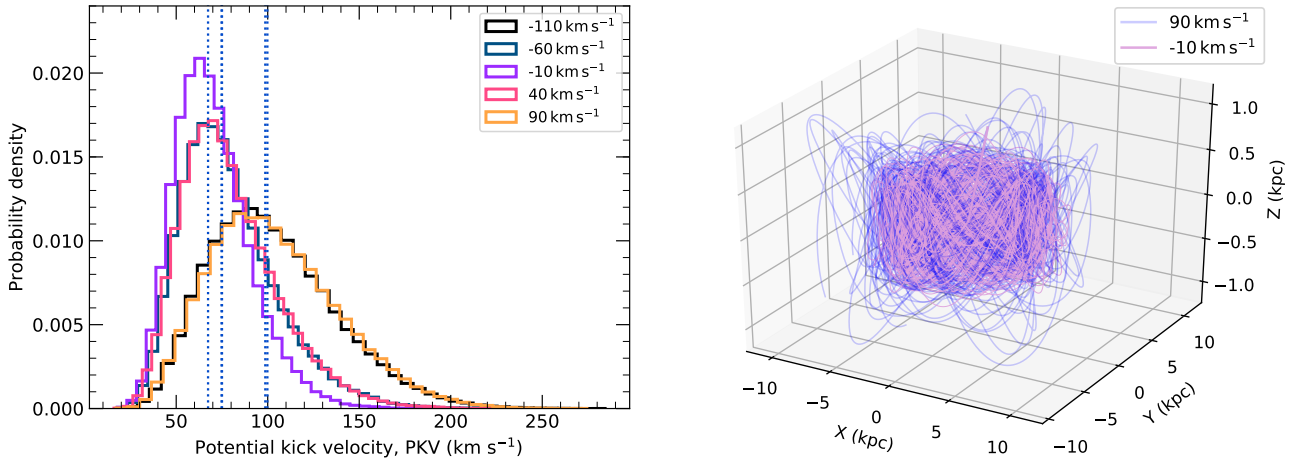 -110 km s⁻¹
-60 km s⁻¹
-10 km s⁻¹
40 km s⁻¹
90 km s⁻¹
0.020
0.015
0.010
0.005
0.000
Probability density
50
100
150
200
250
Potential kick velocity, PKV (km s⁻¹)
90 km s⁻¹
-10 km s⁻¹
1.0
0.5
0.0
−0.5
−1.0
Z (kpc)
−10
−5
0
5
10
X (kpc)
−10
−5
0
5
10
Y (kpc)